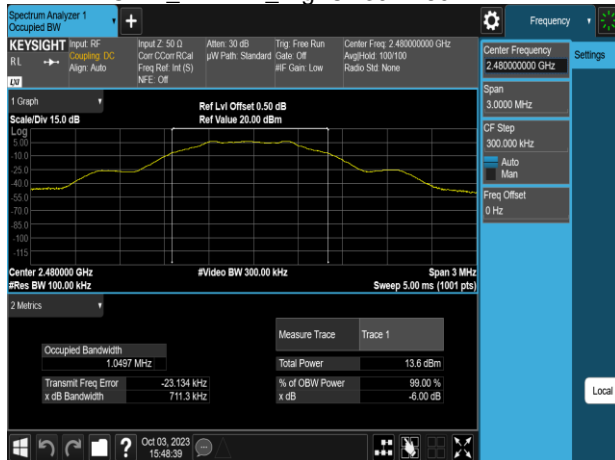 Spectrum Analyzer 1
Occupied BW
+
Frequency
KEYSIGHT
RL
LXI
Input: RF
Coupling: DC
Align: Auto
Input Z: 50 Ω
Corr CCorr RCal
Freq Ref: Int (S)
NFE: Off
Atten: 30 dB
µW Path: Standard
Trig: Free Run
Gate: Off
#IF Gain: Low
Center Freq: 2.480000000 GHz
Avg|Hold: 100/100
Radio Std: None
Center Frequency
2.480000000 GHz
Settings
Span
3.0000 MHz
CF Step
300.000 kHz
Auto
Man
Freq Offset
0 Hz
Local
1 Graph
Scale/Div 15.0 dB
Ref Lvl Offset 0.50 dB
Ref Value 20.00 dBm
Log
5.00
-10.0
-25.0
-40.0
-55.0
-70.0
-85.0
-100
-115
Center 2.480000 GHz
#Video BW 300.00 kHz
Span 3 MHz
#Res BW 100.00 kHz
Sweep 5.00 ms (1001 pts)
2 Metrics
Measure Trace
Trace 1
Occupied Bandwidth
1.0497 MHz
Total Power
13.6 dBm
Transmit Freq Error
-23.134 kHz
% of OBW Power
99.00 %
x dB Bandwidth
711.3 kHz
x dB
-6.00 dB
?
Oct 03, 2023
15:48:39